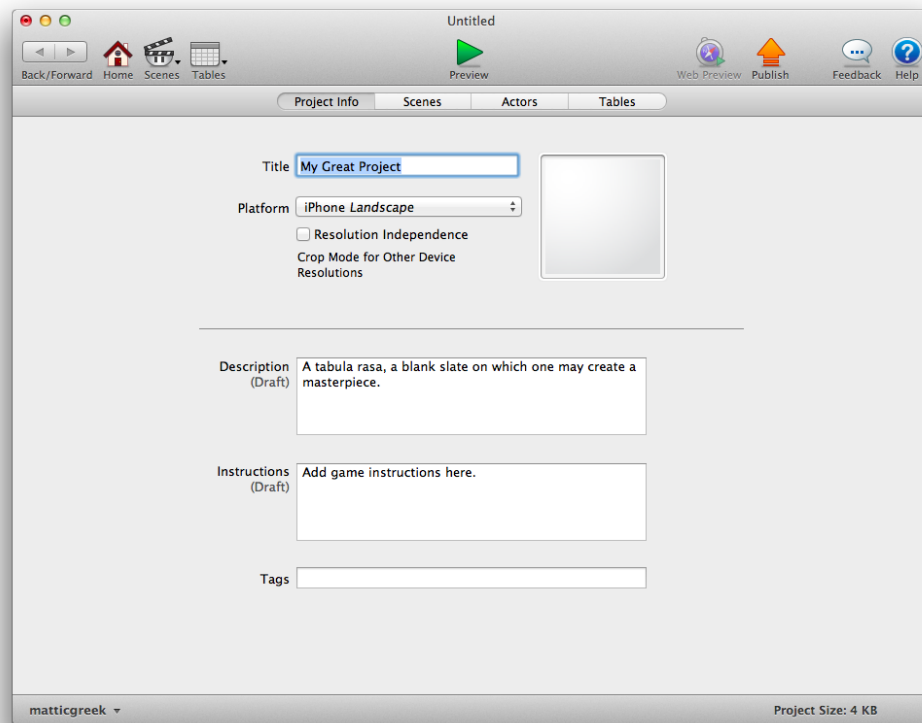 Untitled
Back/Forward Home Scenes Tables Preview Web Preview Publish Feedback Help
Project Info Scenes Actors Tables
Title My Great Project
Platform iPhone Landscape
Resolution Independence
Crop Mode for Other Device
Resolutions
Description A tabula rasa, a blank slate on which one may create a
(Draft) masterpiece.
Instructions Add game instructions here.
(Draft)
Tags
matticgreek Project Size: 4 KB